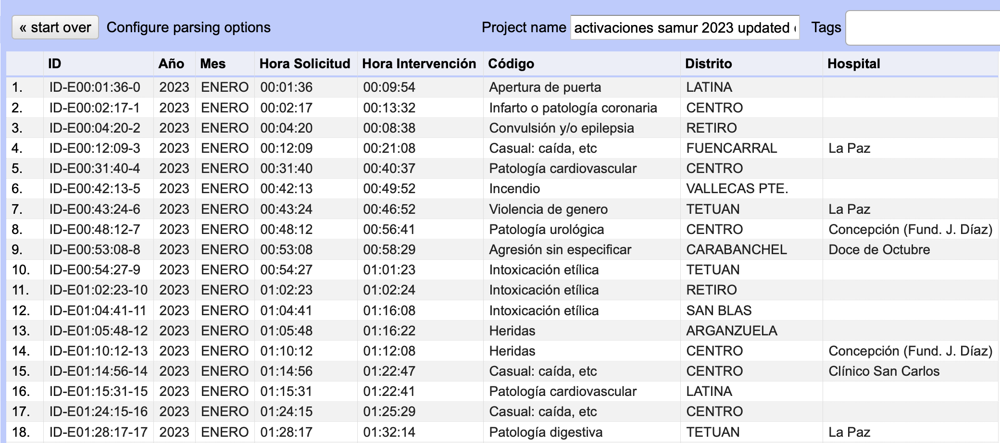 « start over Configure parsing options Project name activaciones samur 2023 updated Tags
ID Año Mes Hora Solicitud Hora Intervención Código Distrito Hospital
1. ID-E00:01:36-0 2023 ENERO 00:01:36 00:09:54 Apertura de puerta LATINA
2. ID-E00:02:17-1 2023 ENERO 00:02:17 00:13:32 Infarto o patología coronaria CENTRO
3. ID-E00:04:20-2 2023 ENERO 00:04:20 00:08:38 Convulsión y/o epilepsia RETIRO
4. ID-E00:12:09-3 2023 ENERO 00:12:09 00:21:08 Casual: caída, etc FUENCARRAL La Paz
5. ID-E00:31:40-4 2023 ENERO 00:31:40 00:40:37 Patología cardiovascular CENTRO
6. ID-E00:42:13-5 2023 ENERO 00:42:13 00:49:52 Incendio VALLECAS PTE.
7. ID-E00:43:24-6 2023 ENERO 00:43:24 00:46:52 Violencia de genero TETUAN La Paz
8. ID-E00:48:12-7 2023 ENERO 00:48:12 00:56:41 Patología urológica CENTRO Concepción (Fund. J. Díaz)
9. ID-E00:53:08-8 2023 ENERO 00:53:08 00:58:29 Agresión sin especificar CARABANCHEL Doce de Octubre
10. ID-E00:54:27-9 2023 ENERO 00:54:27 01:01:23 Intoxicación etílica TETUAN
11. ID-E01:02:23-10 2023 ENERO 01:02:23 01:02:24 Intoxicación etílica RETIRO
12. ID-E01:04:41-11 2023 ENERO 01:04:41 01:16:08 Intoxicación etílica SAN BLAS
13. ID-E01:05:48-12 2023 ENERO 01:05:48 01:16:22 Heridas ARGANZUELA
14. ID-E01:10:12-13 2023 ENERO 01:10:12 01:12:08 Heridas CENTRO Concepción (Fund. J. Díaz)
15. ID-E01:14:56-14 2023 ENERO 01:14:56 01:22:47 Casual: caída, etc CENTRO Clínico San Carlos
16. ID-E01:15:31-15 2023 ENERO 01:15:31 01:22:41 Patología cardiovascular LATINA
17. ID-E01:24:15-16 2023 ENERO 01:24:15 01:25:29 Casual: caída, etc CENTRO
18. ID-E01:28:17-17 2023 ENERO 01:28:17 01:32:14 Patología digestiva TETUAN La Paz